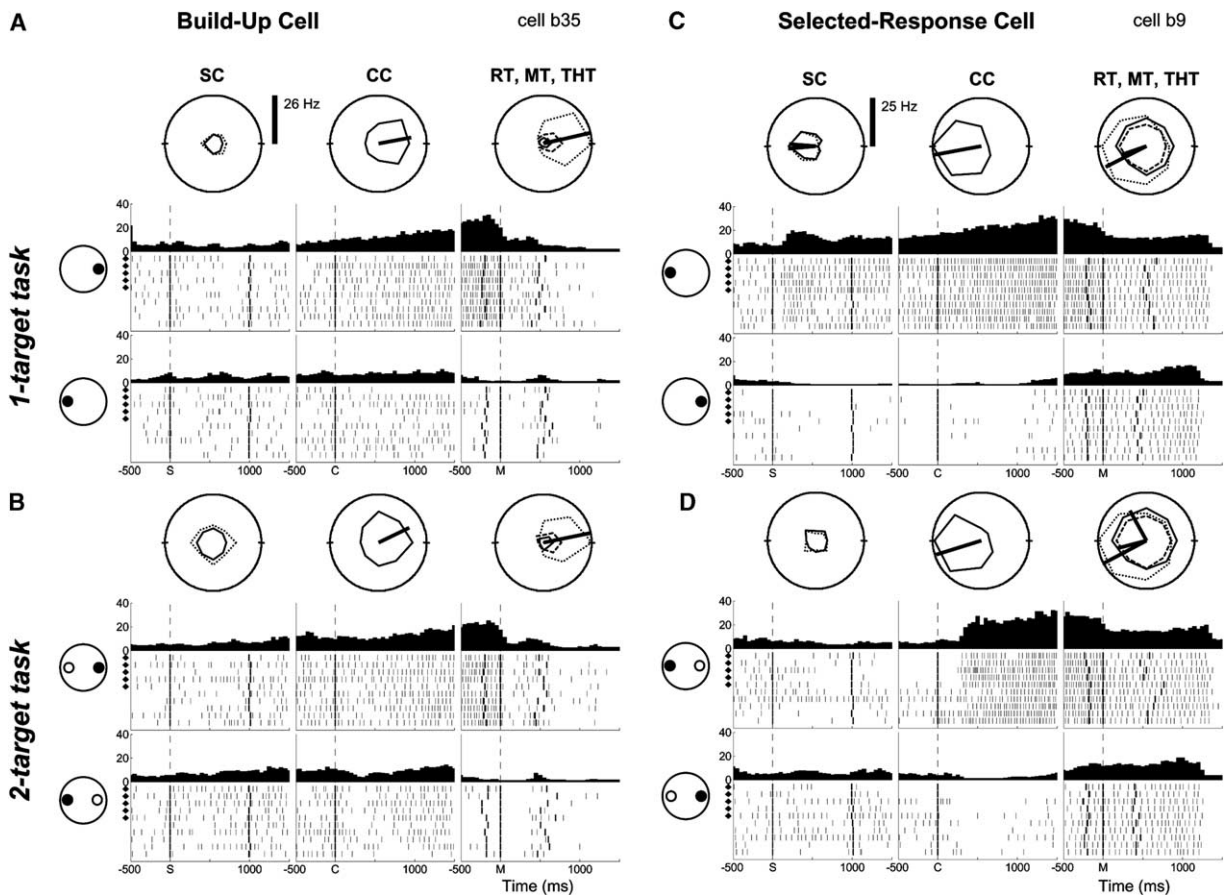 A Build-Up Cell cell b35
SC CC RT, MT, THT
26 Hz
1-target task
40
20
0
40
20
0
-500 S 1000 -500 C 1000 -500 M 1000
B
2-target task
40
20
0
40
20
0
-500 S 1000 -500 C 1000 -500 M 1000
Time (ms)
C Selected-Response Cell cell b9
SC CC RT, MT, THT
25 Hz
40
20
0
40
20
0
-500 S 1000 -500 C 1000 -500 M 1000
D
40
20
0
40
20
0
-500 S 1000 -500 C 1000 -500 M 1000
Time (ms)